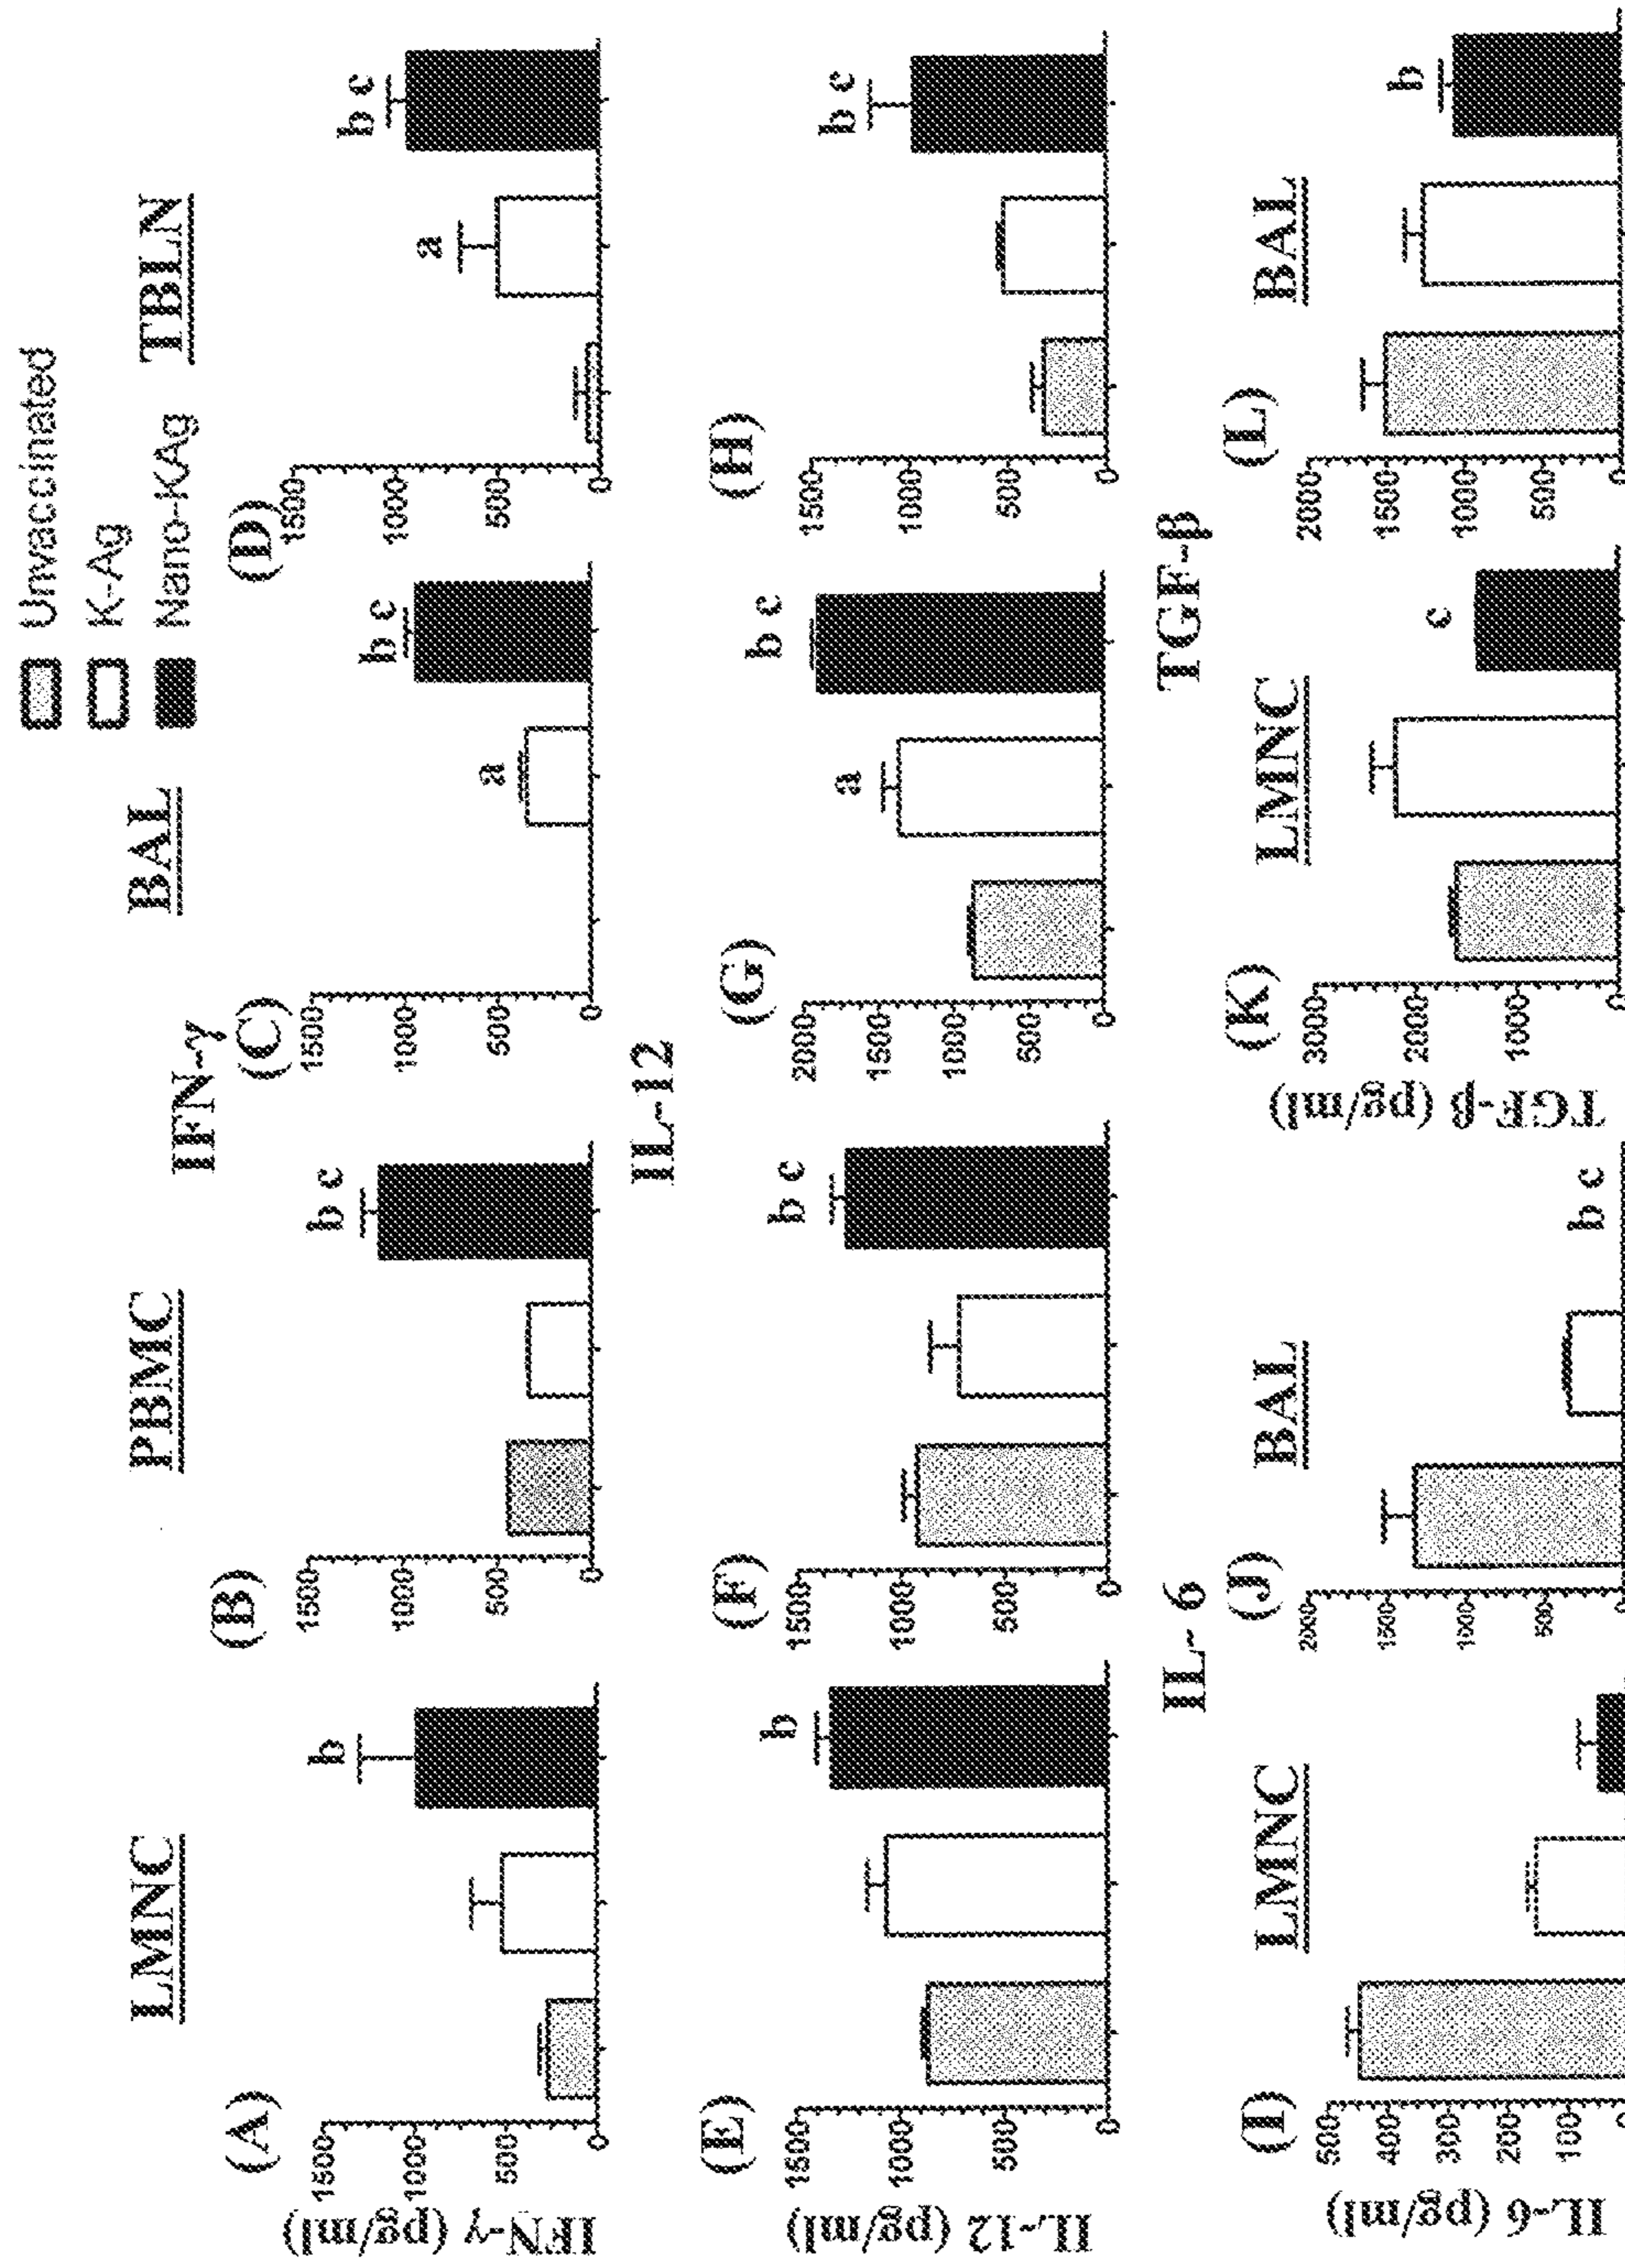 Unvaccinated
K-Ag
Nano-KAg
LMNC PBMC BAL TBLN
IFN-γ
(A) (B) (C) (D)
IFN-γ (pg/ml)
1500 1000 500 0
b
1500 1000 500 0
b c
1500 1000 500 0
a b c
1500 1000 500 0
a b c
IL-12
(E) (F) (G) (H)
IL-12 (pg/ml)
1500 1000 500 0
b
1500 1000 500 0
b c
2000 1500 1000 500 0
a b c
1500 1000 500 0
b c
IL- 6 TGF-β
(I) LMNC (J) BAL (K) LMNC (L) BAL
IL-6 (pg/ml)
500 400 300 200 100
2000 1500 1000 500 0
b c
TGF-β (pg/ml)
3000 2000 1000 0
c
2000 1500 1000 500 0
b